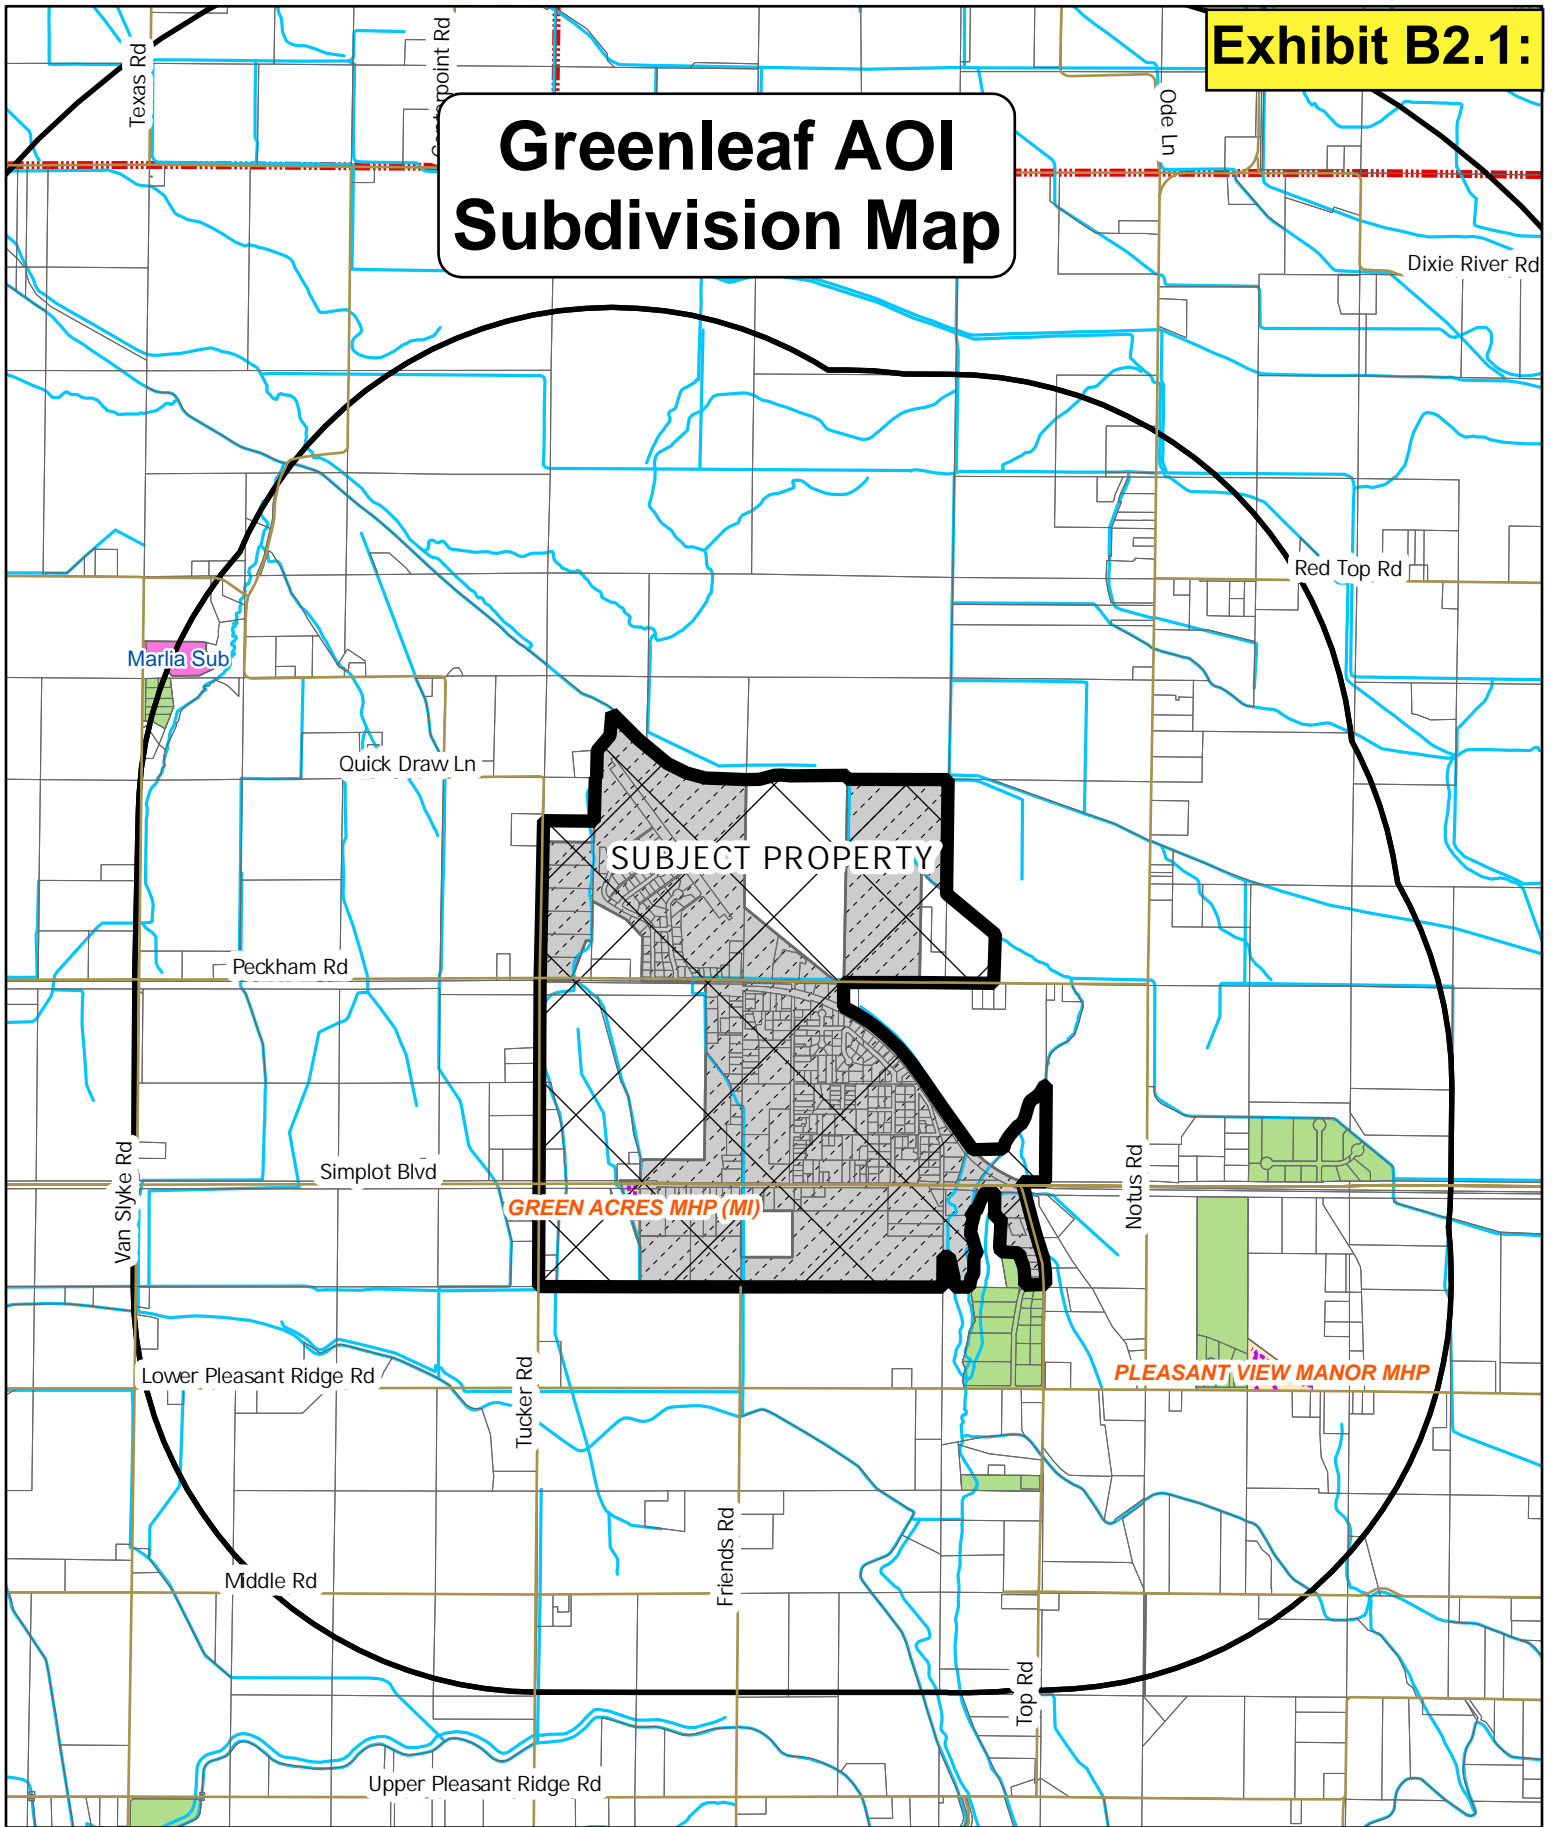 Exhibit B2.1:
Texas Rd
Centerpoint Rd
Ode Ln
Greenleaf AOI
Subdivision Map
Dixie River Rd
Red Top Rd
Marlia Sub
Quick Draw Ln
SUBJECT PROPERTY
Peckham Rd
Van Slyke Rd
Simplot Blvd
Notus Rd
GREEN ACRES MHP (MI)
Lower Pleasant Ridge Rd
Tucker Rd
PLEASANT VIEW MANOR MHP
Friends Rd
Middle Rd
Top Rd
Upper Pleasant Ridge Rd